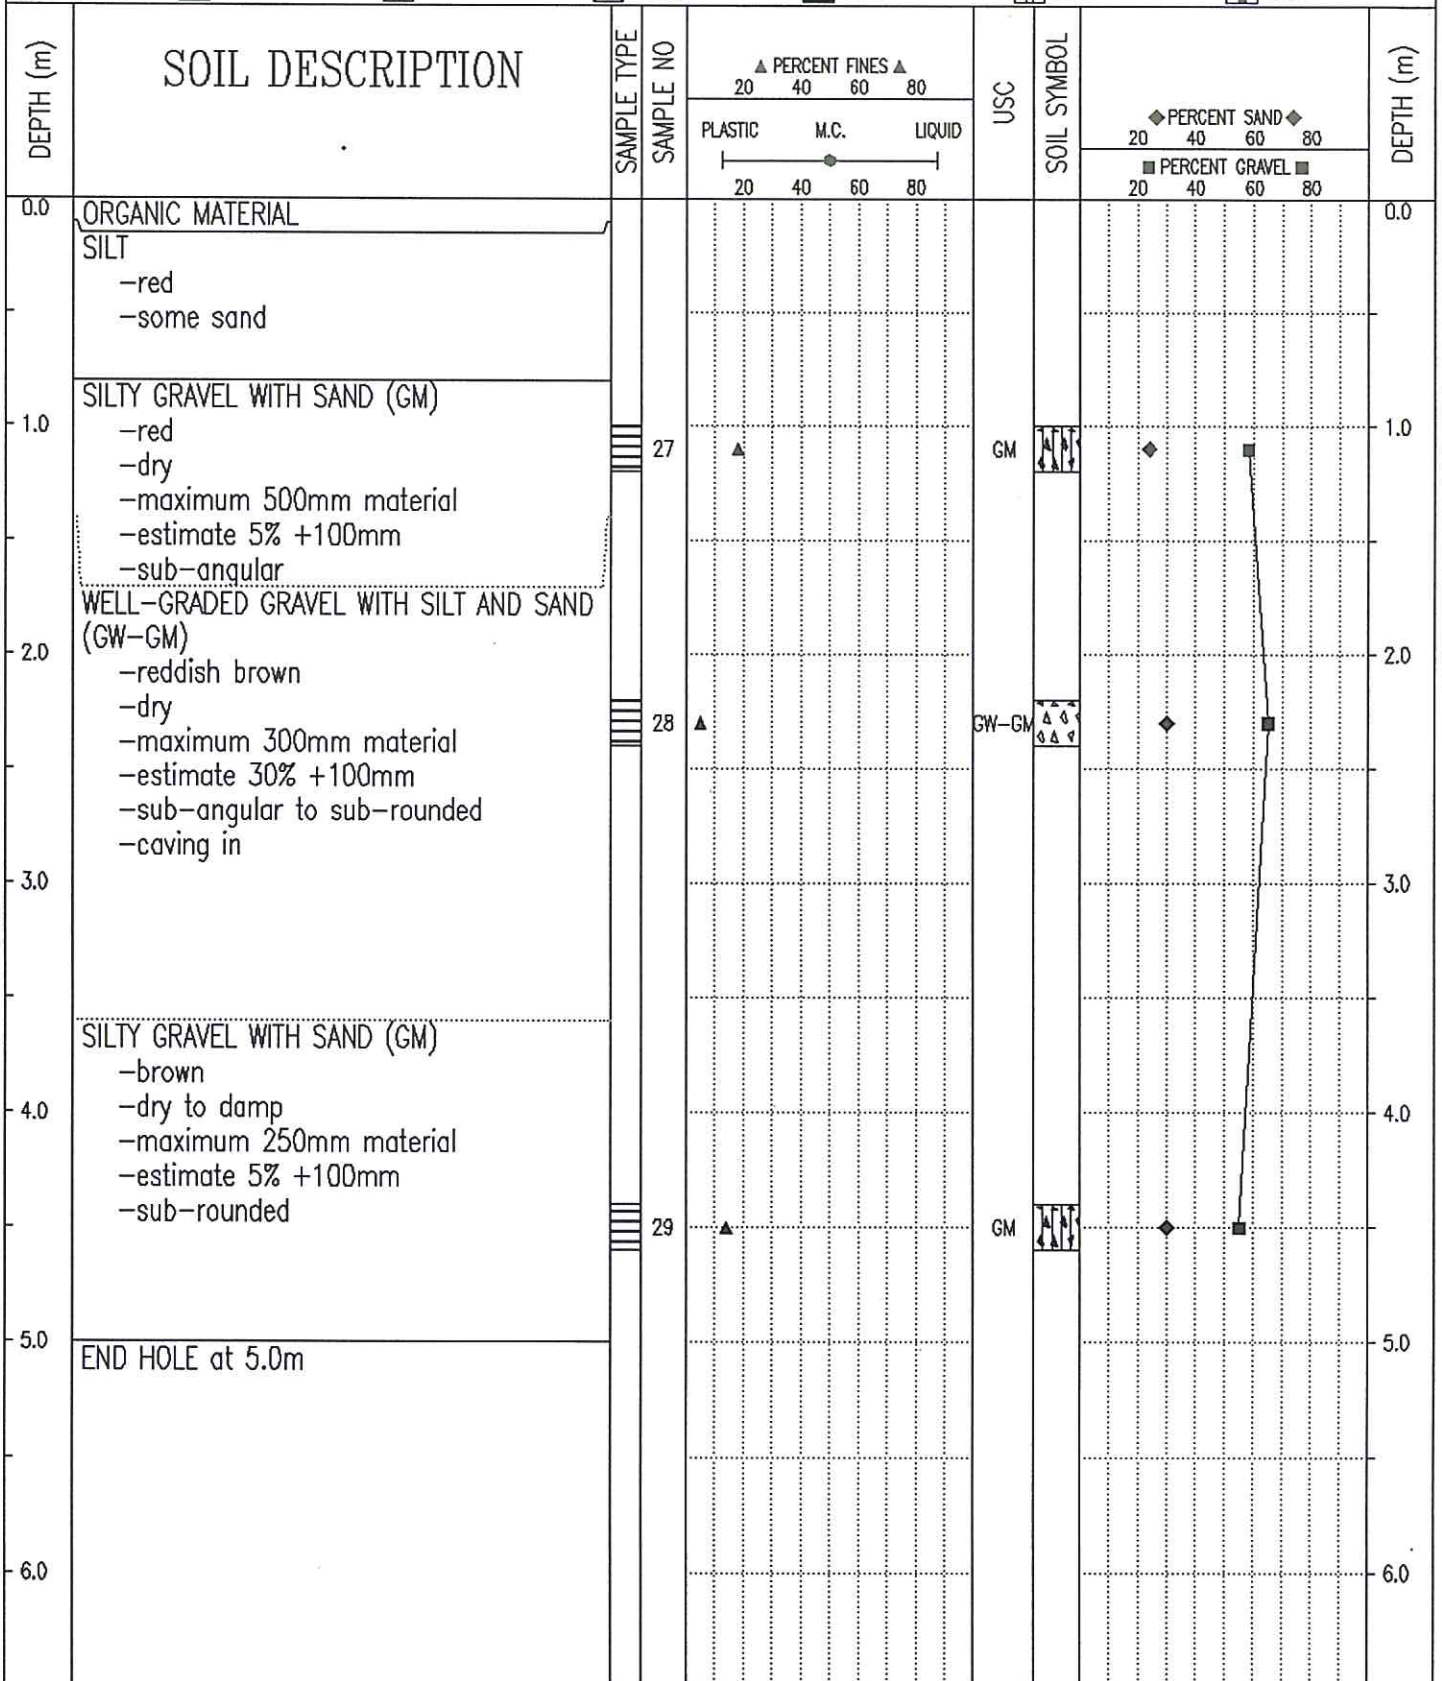 DEPTH (m)
SOIL DESCRIPTION
SAMPLE TYPE
SAMPLE NO
▲ PERCENT FINES ▲
20 40 60 80
PLASTIC M.C. LIQUID
20 40 60 80
USC
SOIL SYMBOL
◆PERCENT SAND◆
20 40 60 80
■ PERCENT GRAVEL ■
20 40 60 80
DEPTH (m)
0.0 0.0
ORGANIC MATERIAL
SILT
-red
-some sand
SILTY GRAVEL WITH SAND (GM)
1.0 -red 1.0
27 GM
-dry
-maximum 500mm material
-estimate 5% +100mm
-sub-angular
WELL-GRADED GRAVEL WITH SILT AND SAND
(GW-GM)
2.0 2.0
-reddish brown
-dry
28 GW-GM
-maximum 300mm material
-estimate 30% +100mm
-sub-angular to sub-rounded
-caving in
3.0 3.0
SILTY GRAVEL WITH SAND (GM)
-brown
4.0 -dry to damp 4.0
-maximum 250mm material
-estimate 5% +100mm
-sub-rounded
29 GM
5.0 5.0
END HOLE at 5.0m
6.0 6.0